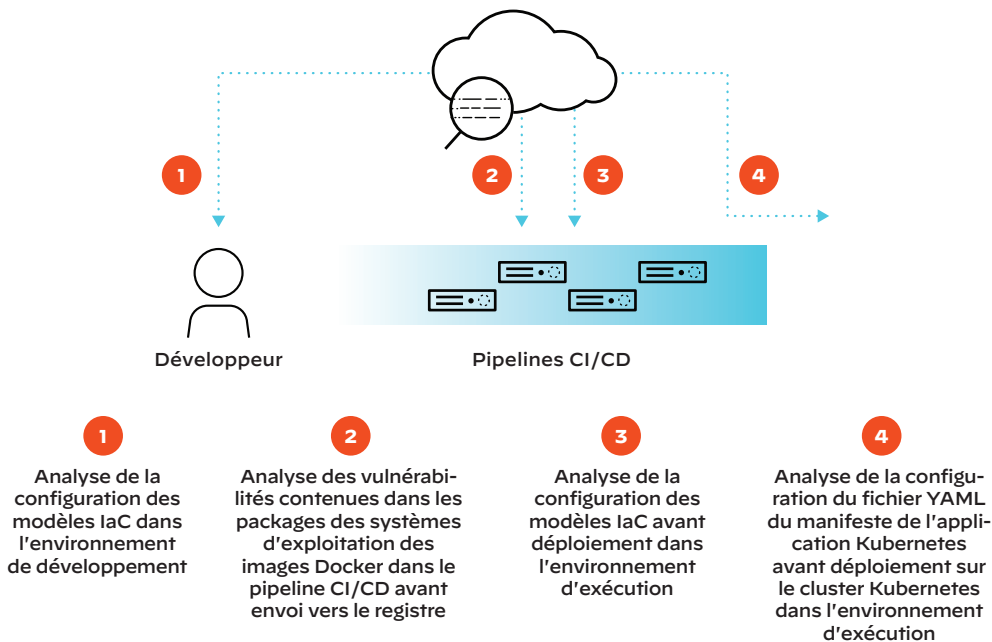 1
2
3
4
Développeur
Pipelines CI/CD
1
Analyse de la
configuration des
modèles IaC dans
l'environnement
de développement
2
Analyse des vulnérabi-
lités contenues dans les
packages des systèmes
d'exploitation des
images Docker dans le
pipeline CI/CD avant
envoi vers le registre
3
Analyse de la
configuration des
modèles IaC avant
déploiement dans
l'environnement
d'exécution
4
Analyse de la configu-
ration du fichier YAML
du manifeste de l'appli-
cation Kubernetes
avant déploiement sur
le cluster Kubernetes
dans l'environnement
d'exécution